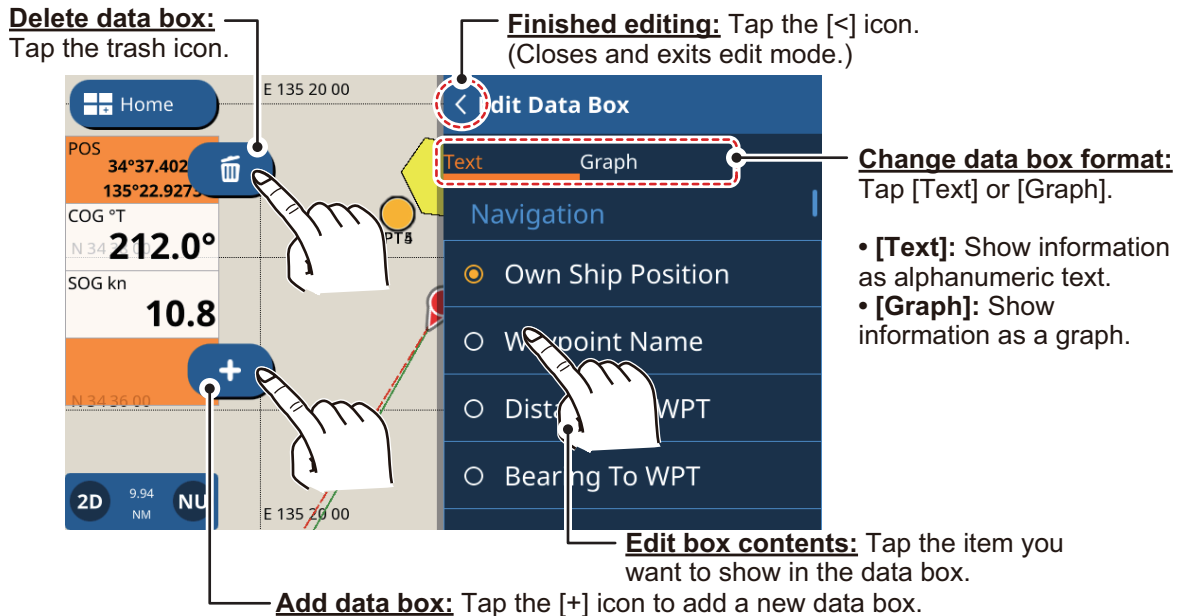 Delete data box:
Tap the trash icon.
Finished editing: Tap the [<] icon.
(Closes and exits edit mode.)
Home
E 135 20 00
dit Data Box
POS
34°37.402
135°22.927
Text Graph
Change data box format:
Tap [Text] or [Graph].
• [Text]: Show information
as alphanumeric text.
• [Graph]: Show
information as a graph.
COG °T
212.0°
N 34
SOG kn
10.8
N 34 36 00
2D 9.94 NU
NM
E 135 20 00
Navigation
Own Ship Position
Waypoint Name
WPT
Bearing To WPT
Edit box contents: Tap the item you
want to show in the data box.
Add data box: Tap the [+] icon to add a new data box.